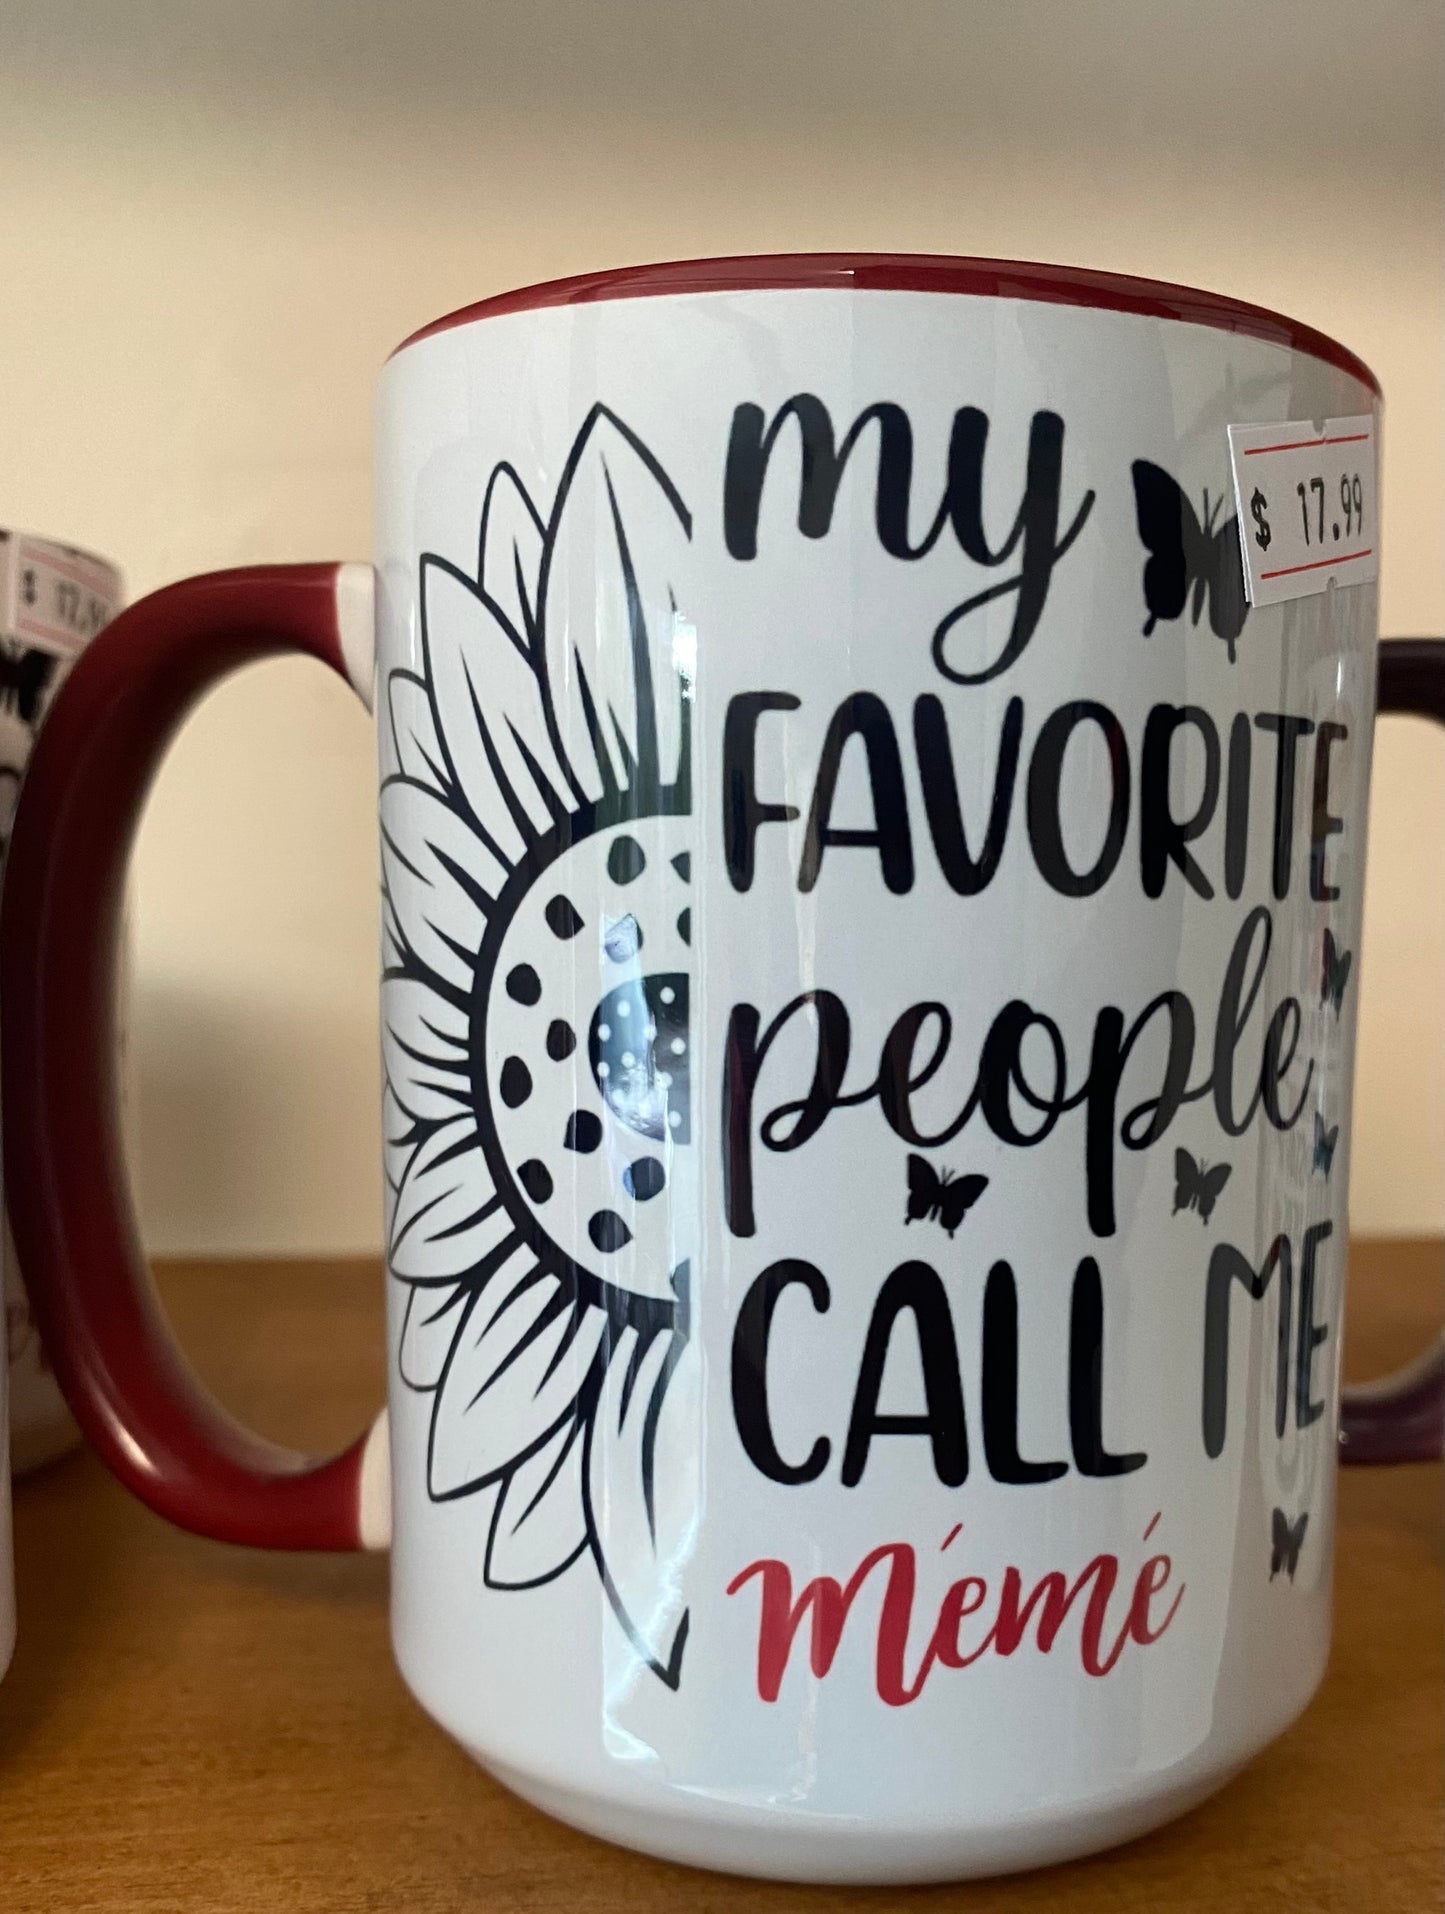 my
$ 17.99
FAVORITE
people
CALL ME
Mémé